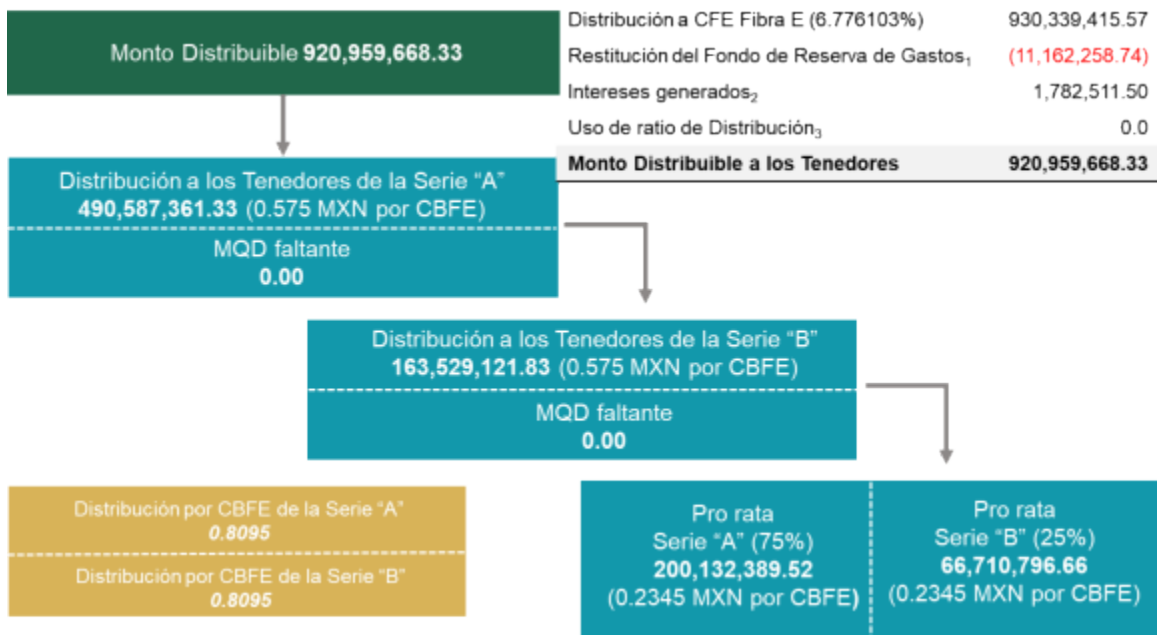 Monto Distribuible 920,959,668.33
Distribución a CFE Fibra E (6.776103%) 930,339,415.57
Restitución del Fondo de Reserva de Gastos₁ (11,162,258.74)
Intereses generados₂ 1,782,511.50
Uso de ratio de Distribución₃ 0.0
Monto Distribuible a los Tenedores 920,959,668.33
Distribución a los Tenedores de la Serie “A”
490,587,361.33 (0.575 MXN por CBFE)
MQD faltante
0.00
Distribución a los Tenedores de la Serie “B”
163,529,121.83 (0.575 MXN por CBFE)
MQD faltante
0.00
Distribución por CBFE de la Serie “A”
0.8095
Distribución por CBFE de la Serie “B”
0.8095
Pro rata
Serie “A” (75%)
200,132,389.52
(0.2345 MXN por CBFE)
Pro rata
Serie “B” (25%)
66,710,796.66
(0.2345 MXN por CBFE)